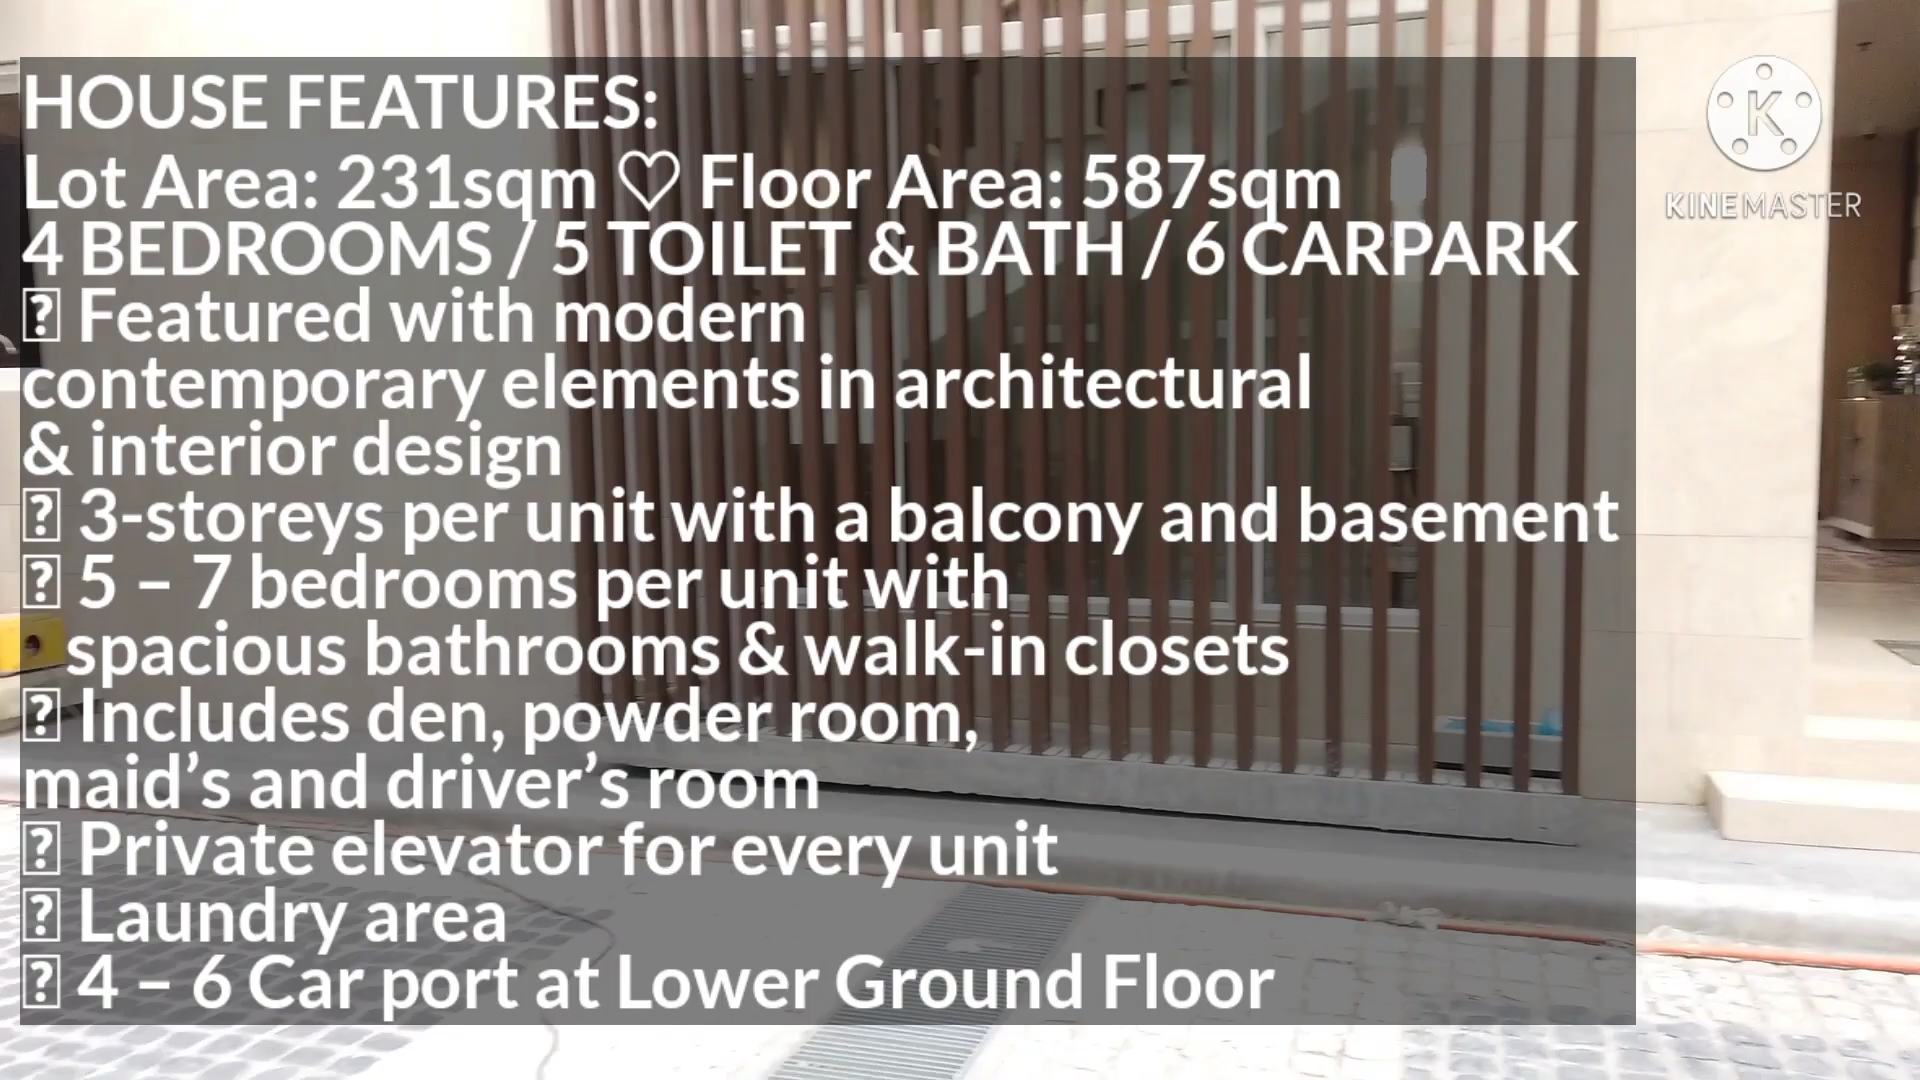 HOUSE FEATURES:
Lot Area: 231sqm ♡ Floor Area: 587sqm
4 BEDROOMS / 5 TOILET & BATH / 6 CARPARK
⍰ Featured with modern
contemporary elements in architectural
& interior design
⍰ 3-storeys per unit with a balcony and basement
⍰ 5 – 7 bedrooms per unit with
spacious bathrooms & walk-in closets
⍰ Includes den, powder room,
maid’s and driver’s room
⍰ Private elevator for every unit
⍰ Laundry area
⍰ 4 – 6 Car port at Lower Ground Floor
K
KINEMASTER